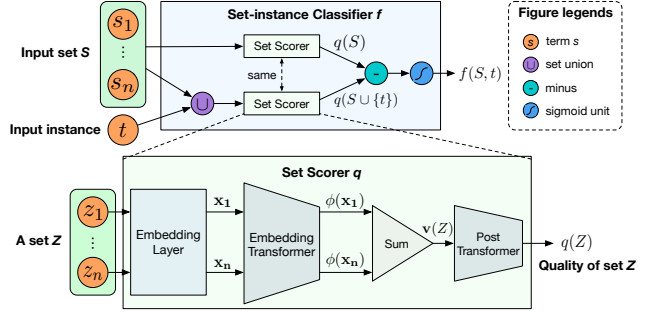 Set-instance Classifier f
Figure legends
Input set S
s₁
⋮
sₙ
Input instance
t
∪
Set Scorer
same
Set Scorer
q(S)
q(S ∪ {t})
-
∫
f(S, t)
s term s
∪ set union
- minus
∫ sigmoid unit
Set Scorer q
A set Z
z₁
⋮
zₙ
Embedding
Layer
x₁
xₙ
Embedding
Transformer
ϕ(x₁)
ϕ(xₙ)
Sum
v(Z)
Post
Transformer
q(Z)
Quality of set Z